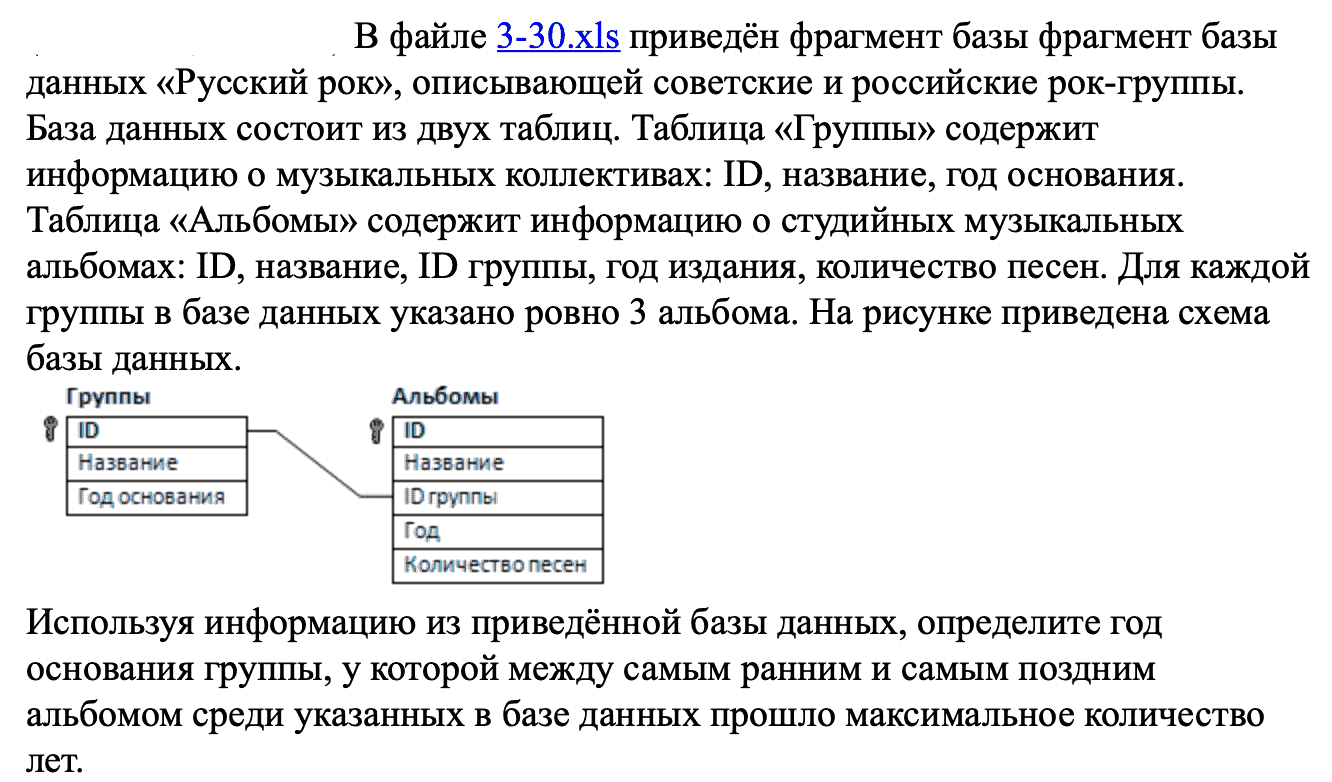 В файле 3-30.xls приведён фрагмент базы фрагмент базы
данных «Русский рок», описывающей советские и российские рок-группы.
База данных состоит из двух таблиц. Таблица «Группы» содержит
информацию о музыкальных коллективах: ID, название, год основания.
Таблица «Альбомы» содержит информацию о студийных музыкальных
альбомах: ID, название, ID группы, год издания, количество песен. Для каждой
группы в базе данных указано ровно 3 альбома. На рисунке приведена схема
базы данных.
Группы
ID
Название
Год основания
Альбомы
ID
Название
ID группы
Год
Количество песен
Используя информацию из приведённой базы данных, определите год
основания группы, у которой между самым ранним и самым поздним
альбомом среди указанных в базе данных прошло максимальное количество
лет.